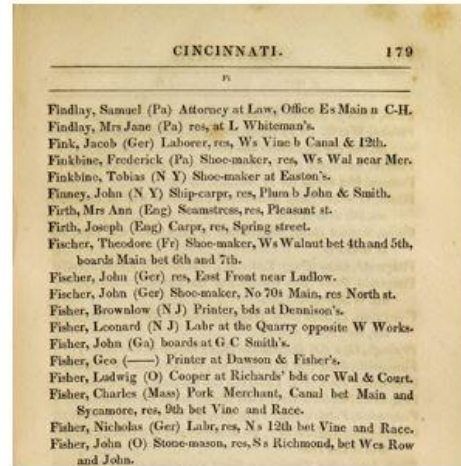 CINCINNATI. 179
Fi
Findlay, Samuel (Pa) Attorney at Law, Office E s Main n C-H.
Findlay, Mrs Jane (Pa) res, at L Whiteman's.
Fink, Jacob (Ger) Laborer, res, Ws Vine b Canal & 12th.
Finkbine, Frederick (Pa) Shoe-maker, res, Ws Wal near Mer.
Finkbine, Tobias (N Y) Shoe-maker at Easton's.
Finney, John (N Y) Ship-carpr, res, Plum b John & Smith.
Firth, Mrs Ann (Eng) Seamstress, res, Pleasant st.
Firth, Joseph (Eng) Carpr, res, Spring street.
Fischer, Theodore (Fr) Shoe-maker, Ws Walnut bet 4th and 5th,
boards Main bet 6th and 7th.
Fischer, John (Ger) res, East Front near Ludlow.
Fischer, John (Ger) Shoe-maker, No 70½ Main, res North st.
Fisher, Brownlow (N J) Printer, bds at Dennison's.
Fisher, Leonard (N J) Labr at the Quarry opposite W Works.
Fisher, John (Ga) boards at G C Smith's.
Fisher, Geo (——) Printer at Dawson & Fisher's.
Fisher, Ludwig (O) Cooper at Richards' bds cor Wal & Court.
Fisher, Charles (Mass) Pork Merchant, Canal bet Main and
Sycamore, res, 9th bet Vine and Race.
Fisher, Nicholas (Ger) Labr, res, N s 12th bet Vine and Race.
Fisher, John (O) Stone-mason, res, S s Richmond, bet Wes Row
and John.